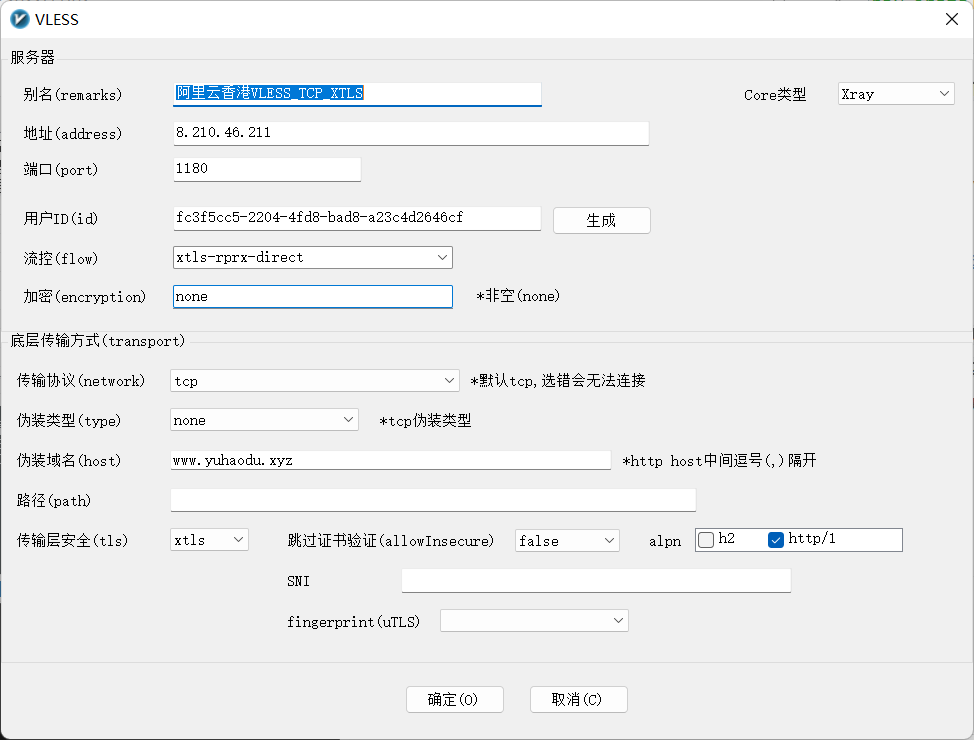 VLESS
服务器
别名(remarks) 阿里云香港VLESS_TCP_XTLS Core类型 Xray
地址(address) 8.210.46.211
端口(port) 1180
用户ID(id) fc3f5cc5-2204-4fd8-bad8-a23c4d2646cf 生成
流控(flow) xtls-rprx-direct
加密(encryption) none *非空(none)
底层传输方式(transport)
传输协议(network) tcp *默认tcp,选错会无法连接
伪装类型(type) none *tcp伪装类型
伪装域名(host) www.yuhaodu.xyz *http host中间逗号(,)隔开
路径(path)
传输层安全(tls) xtls 跳过证书验证(allowInsecure) false alpn h2 http/1
SNI
fingerprint(uTLS)
确定(O) 取消(C)